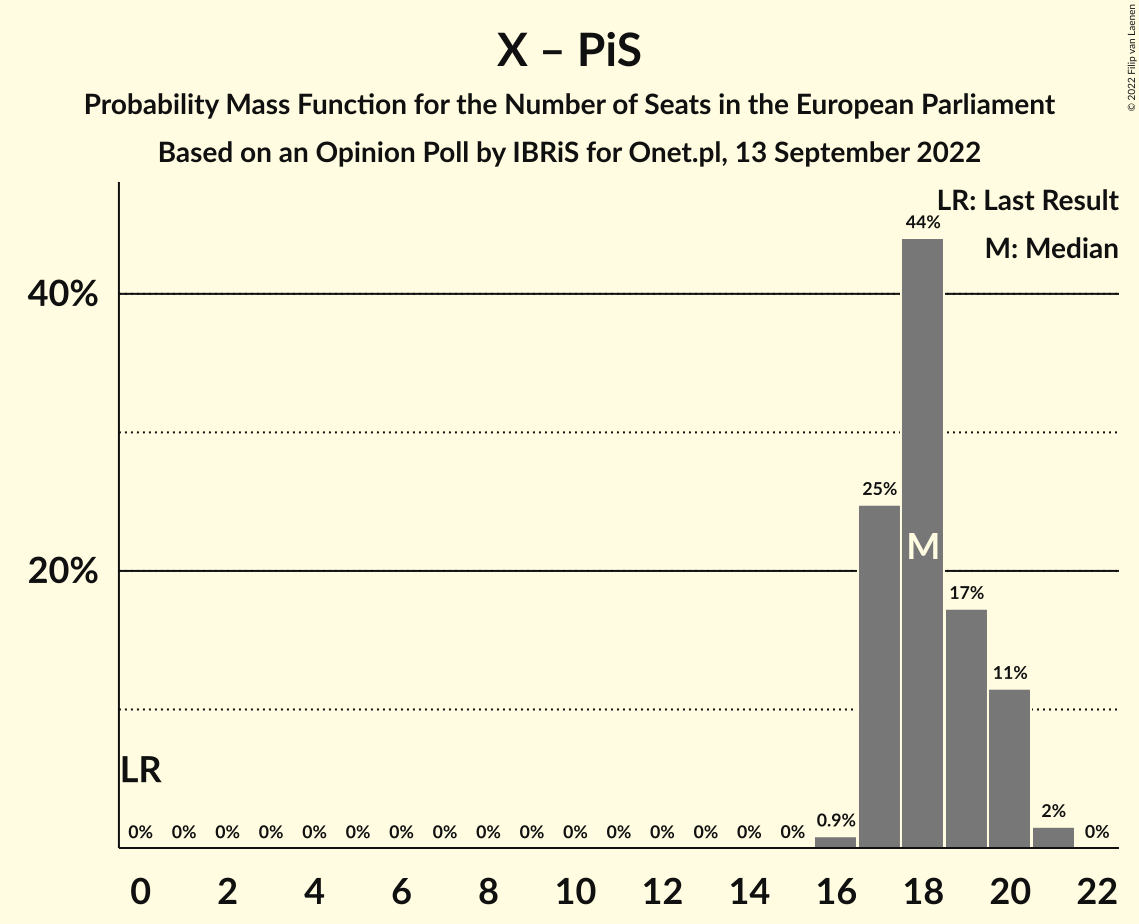 X – PiS
Probability Mass Function for the Number of Seats in the European Parliament
Based on an Opinion Poll by IBRiS for Onet.pl, 13 September 2022
© 2022 Filip van Laenen
LR: Last Result
M: Median
40%
20%
44%
25%
M
17%
11%
LR
0% 0% 0% 0% 0% 0% 0% 0% 0% 0% 0% 0% 0% 0% 0% 0% 0.9% 2% 0%
0 2 4 6 8 10 12 14 16 18 20 22